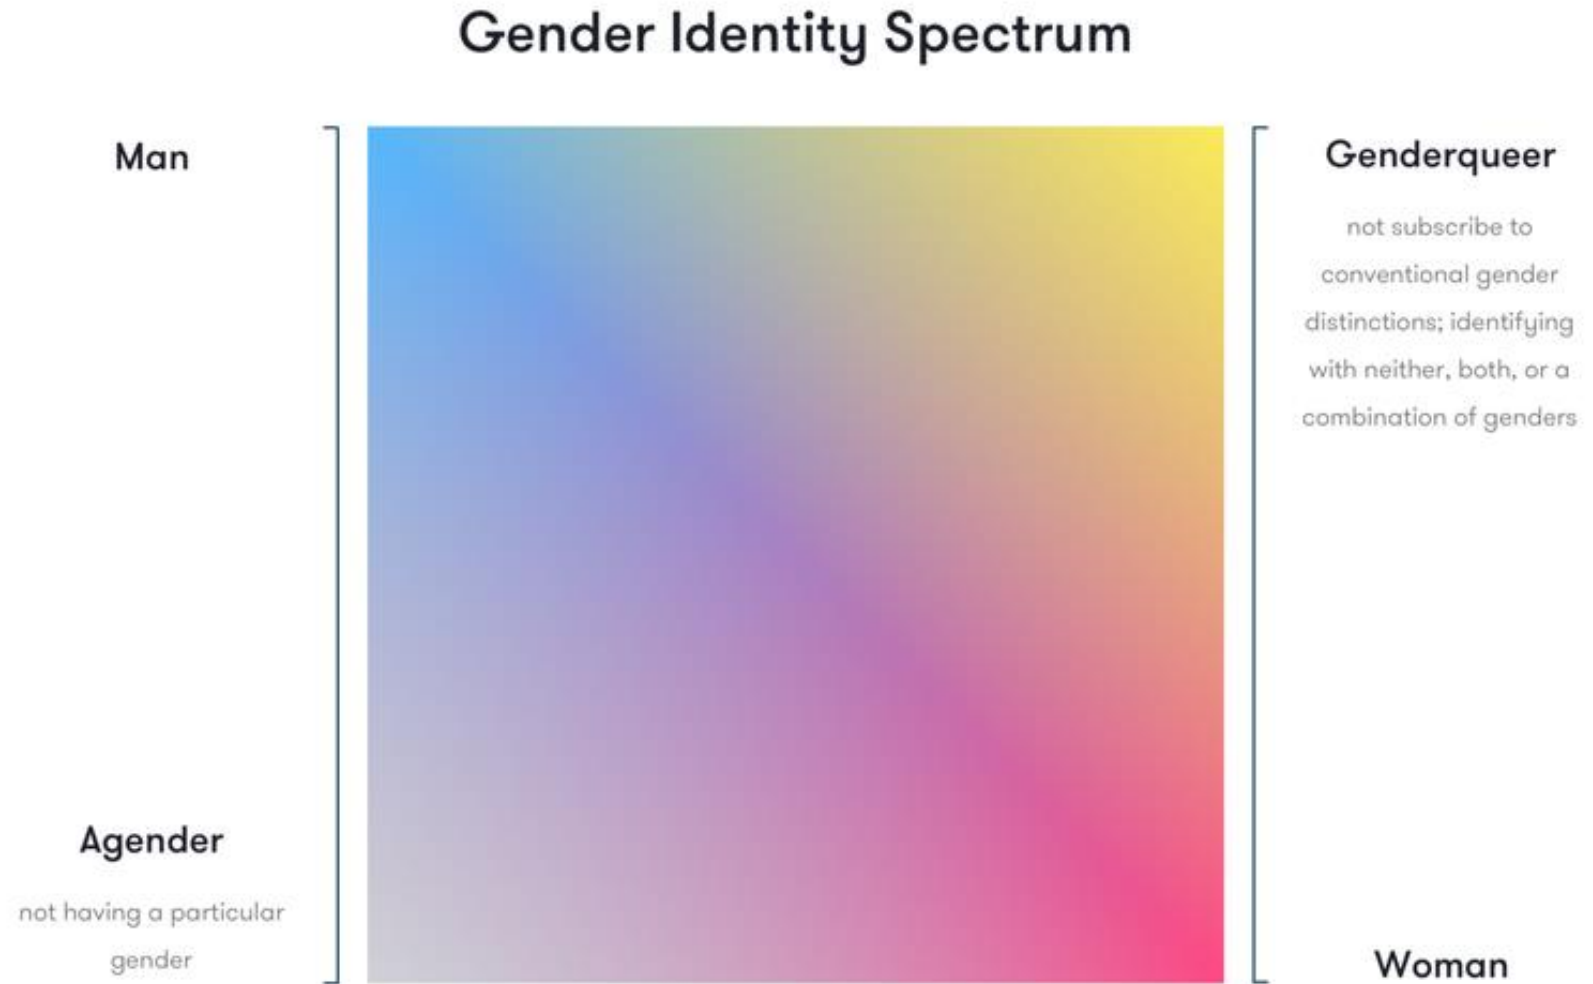 Gender Identity Spectrum
Man
Agender
not having a particular
gender
Genderqueer
not subscribe to
conventional gender
distinctions; identifying
with neither, both, or a
combination of genders
Woman